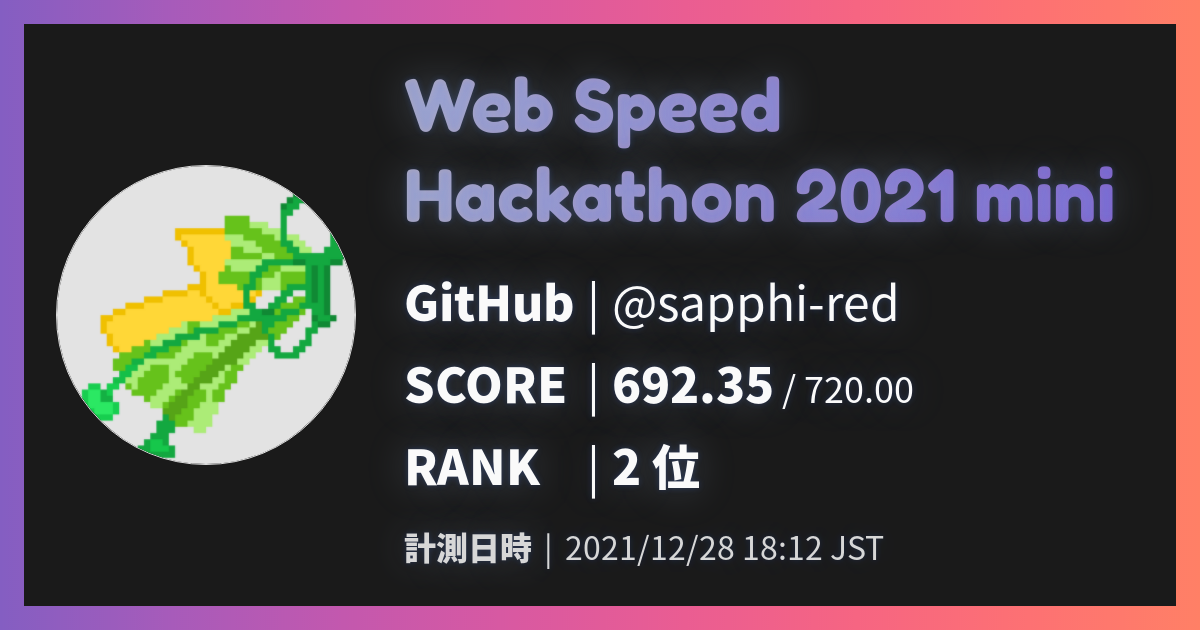 Web Speed
Hackathon 2021 mini
GitHub | @sapphi-red
SCORE | 692.35 / 720.00
RANK | 2 位
計測日時 | 2021/12/28 18:12 JST